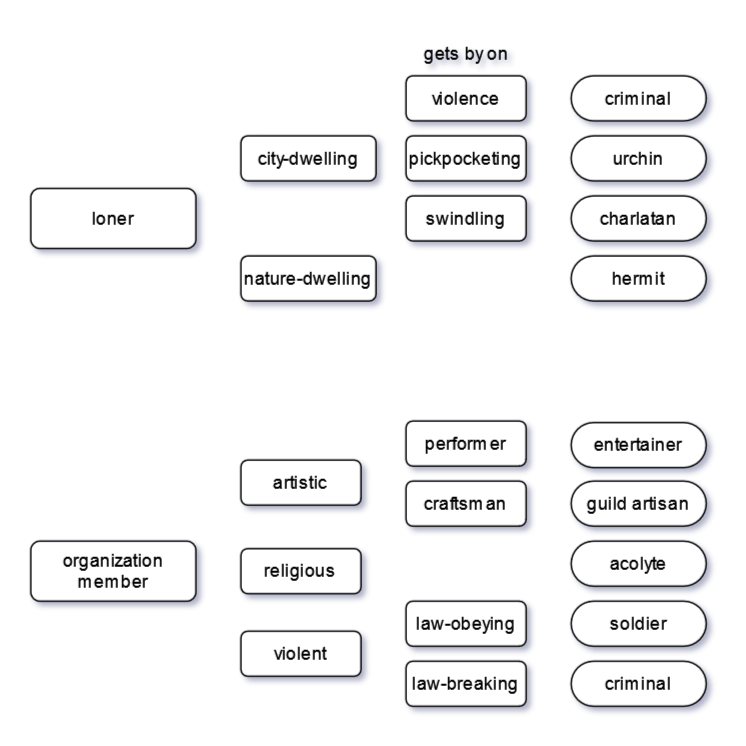 gets by on
violence
criminal
city-dwelling
pickpocketing
urchin
loner
swindling
charlatan
nature-dwelling
hermit
performer
entertainer
artistic
craftsman
guild artisan
organization
member
religious
acolyte
law-obeying
soldier
violent
law-breaking
criminal